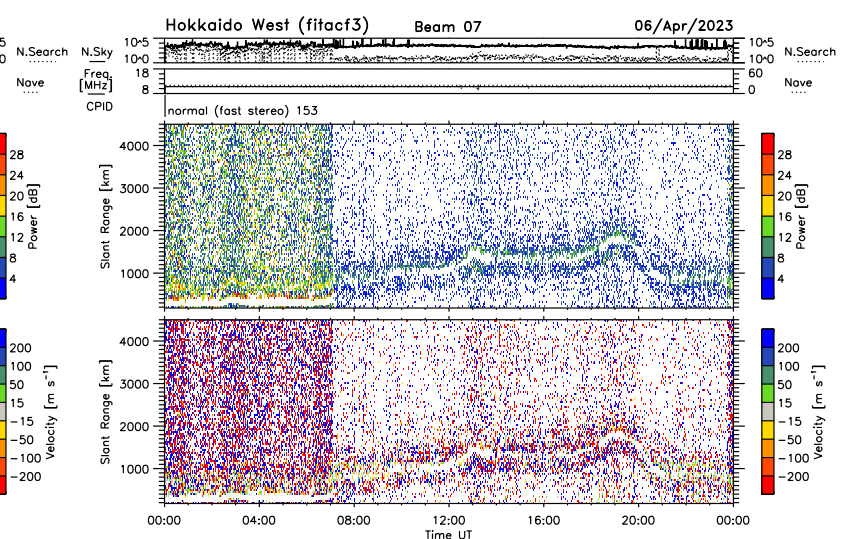 Hokkaido West (fitacf3) Beam 07 06/Apr/2023
5 N.Search N.Sky 10^5 10^5 N.Search
0 10^0 10^0
Nave Freq. [MHz] 18 60 Nave
8 0
CPID
normal (fast stereo) 153
28 28
24 24
20 20
16 16
12 12
8 8
4 4
Power [dB] Power [dB]
Slant Range [km]
4000
3000
2000
1000
200 200
100 100
50 50
15 15
−15 −15
−50 −50
−100 −100
−200 −200
Velocity [m s⁻¹] Velocity [m s⁻¹]
Slant Range [km]
4000
3000
2000
1000
00:00 04:00 08:00 12:00 16:00 20:00 00:00
Time UT